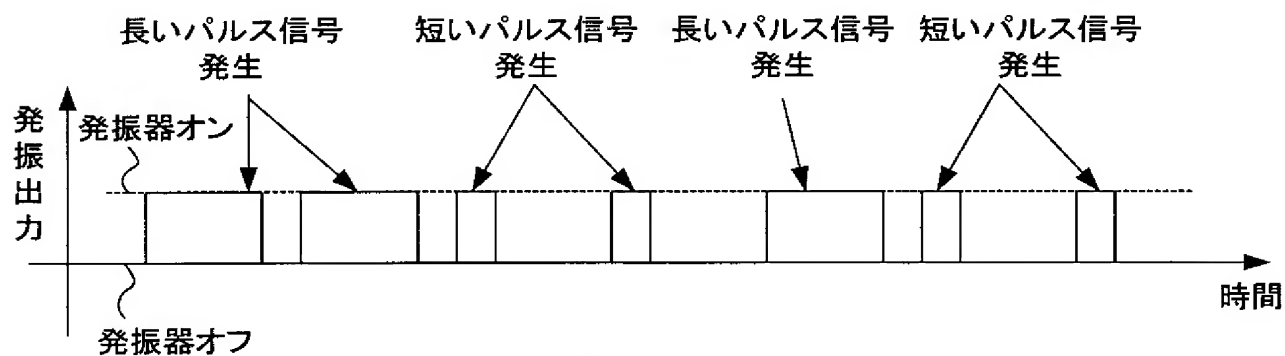 長いパルス信号
発生
短いパルス信号
発生
長いパルス信号
発生
短いパルス信号
発生
発振出力
発振器オン
時間
発振器オフ